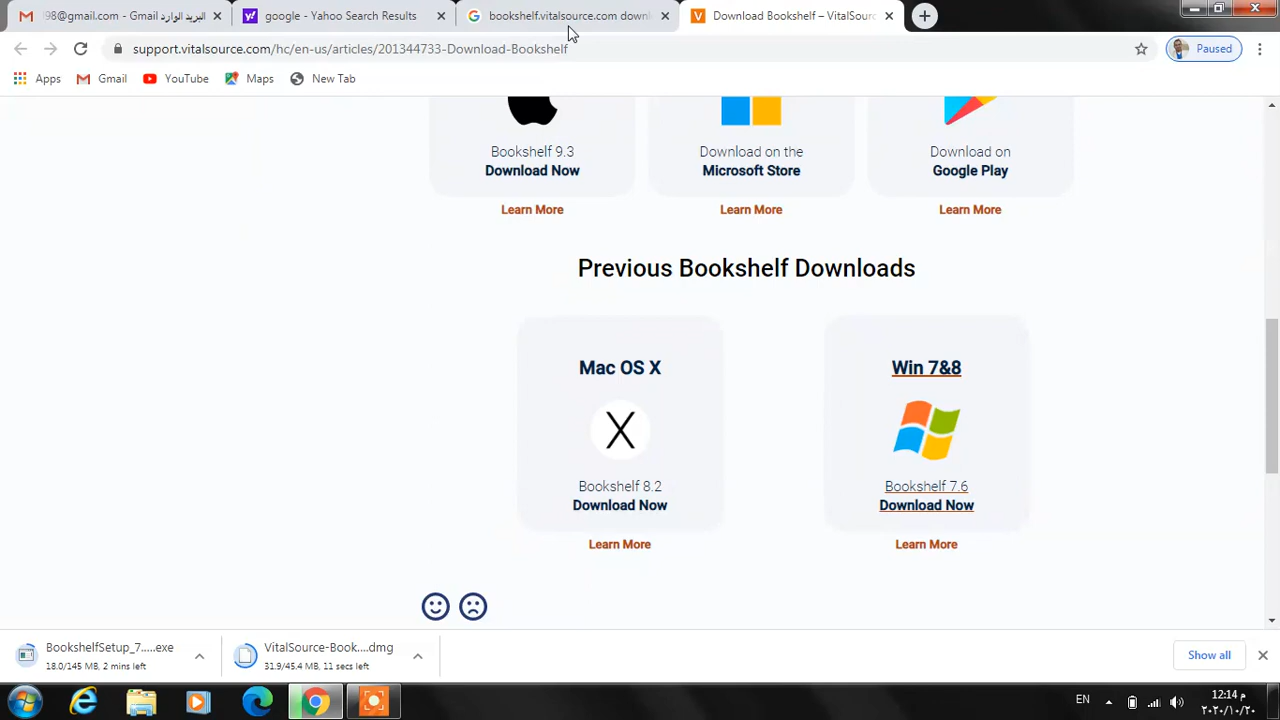 I98@gmail.com - Gmail البريد الوارد
google - Yahoo Search Results
bookshelf.vitalsource.com down
Download Bookshelf – VitalSourc
support.vitalsource.com/hc/en-us/articles/201344733-Download-Bookshelf
Paused
Apps
Gmail
YouTube
Maps
New Tab
Bookshelf 9.3
Download Now
Download on the
Microsoft Store
Download on
Google Play
Learn More
Learn More
Learn More
Previous Bookshelf Downloads
Mac OS X
X
Bookshelf 8.2
Download Now
Learn More
Win 7&8
Bookshelf 7.6
Download Now
Learn More
BookshelfSetup_7.....exe
18.0/145 MB, 2 mins left
VitalSource-Book....dmg
31.9/45.4 MB, 11 secs left
Show all
EN
12:14 م
٢٠٢٠/١٠/٢٠